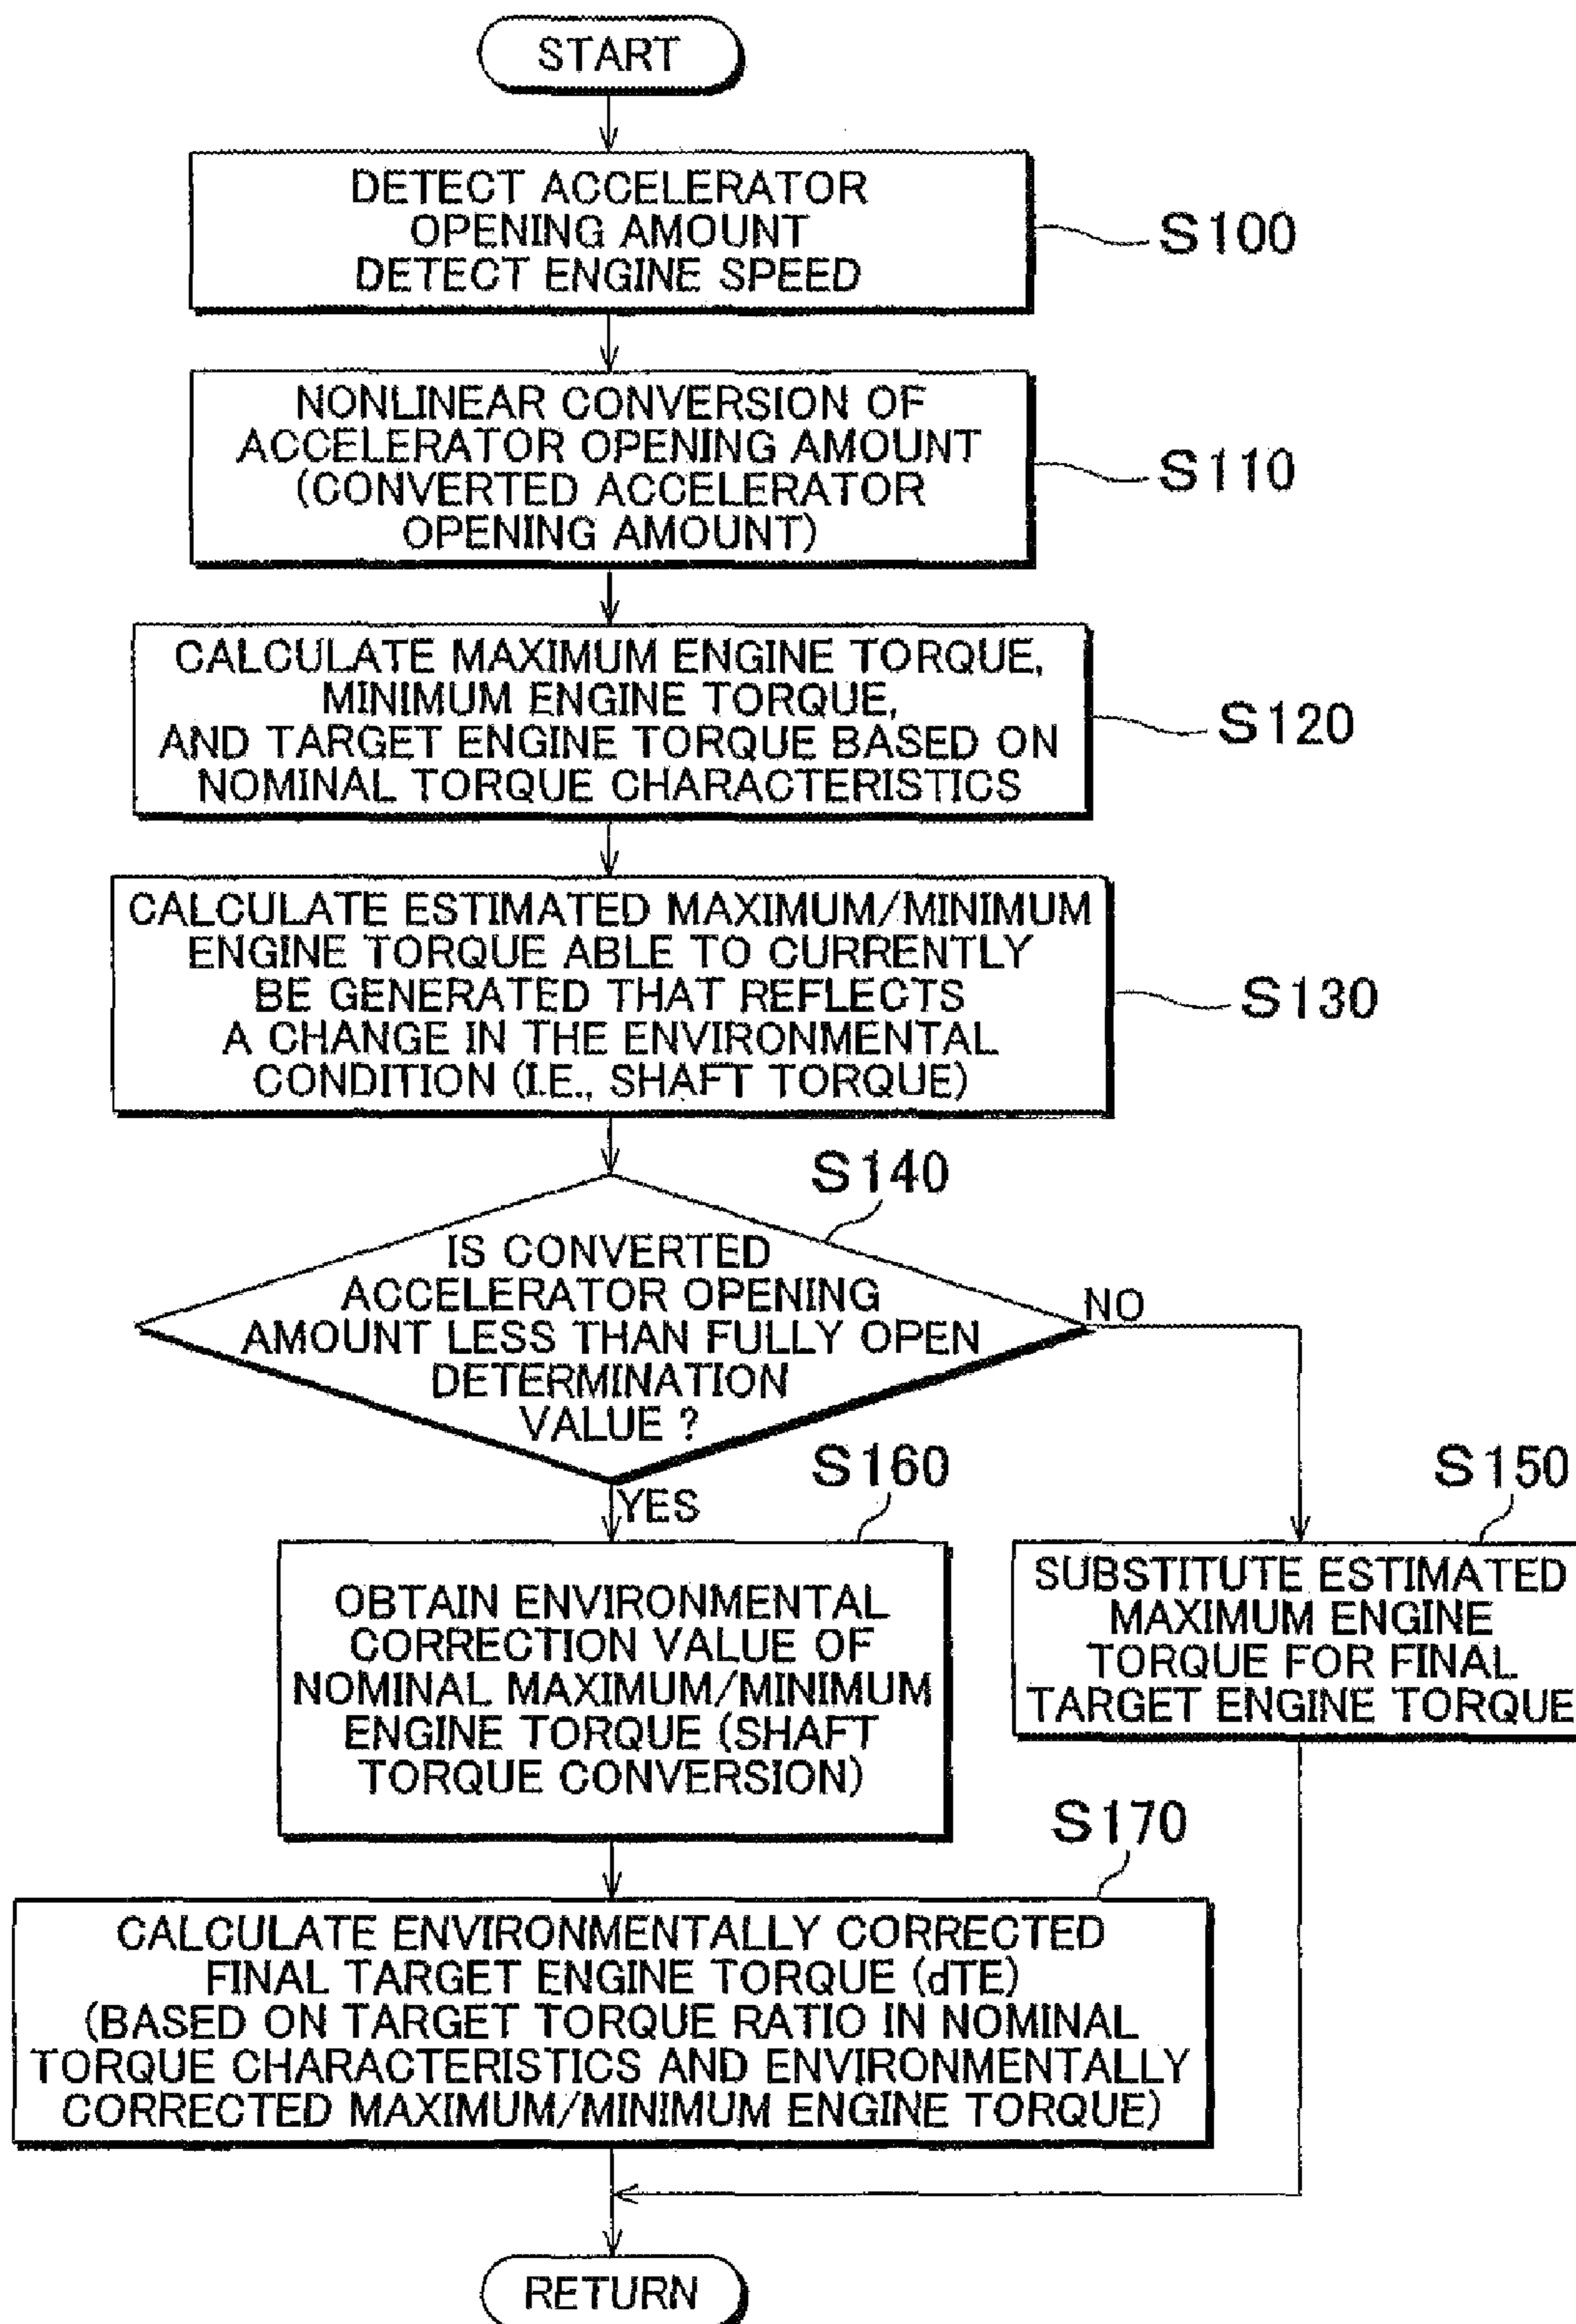 START
DETECT ACCELERATOR
OPENING AMOUNT
DETECT ENGINE SPEED
S100
NONLINEAR CONVERSION OF
ACCELERATOR OPENING AMOUNT
(CONVERTED ACCELERATOR
OPENING AMOUNT)
S110
CALCULATE MAXIMUM ENGINE TORQUE,
MINIMUM ENGINE TORQUE,
AND TARGET ENGINE TORQUE BASED ON
NOMINAL TORQUE CHARACTERISTICS
S120
CALCULATE ESTIMATED MAXIMUM/MINIMUM
ENGINE TORQUE ABLE TO CURRENTLY
BE GENERATED THAT REFLECTS
A CHANGE IN THE ENVIRONMENTAL
CONDITION (I.E., SHAFT TORQUE)
S130
S140
IS CONVERTED
ACCELERATOR OPENING
AMOUNT LESS THAN FULLY OPEN
DETERMINATION
VALUE ?
NO
YES
S160
OBTAIN ENVIRONMENTAL
CORRECTION VALUE OF
NOMINAL MAXIMUM/MINIMUM
ENGINE TORQUE (SHAFT
TORQUE CONVERSION)
S150
SUBSTITUTE ESTIMATED
MAXIMUM ENGINE
TORQUE FOR FINAL
TARGET ENGINE TORQUE
S170
CALCULATE ENVIRONMENTALLY CORRECTED
FINAL TARGET ENGINE TORQUE (dTE)
(BASED ON TARGET TORQUE RATIO IN NOMINAL
TORQUE CHARACTERISTICS AND ENVIRONMENTALLY
CORRECTED MAXIMUM/MINIMUM ENGINE TORQUE)
RETURN